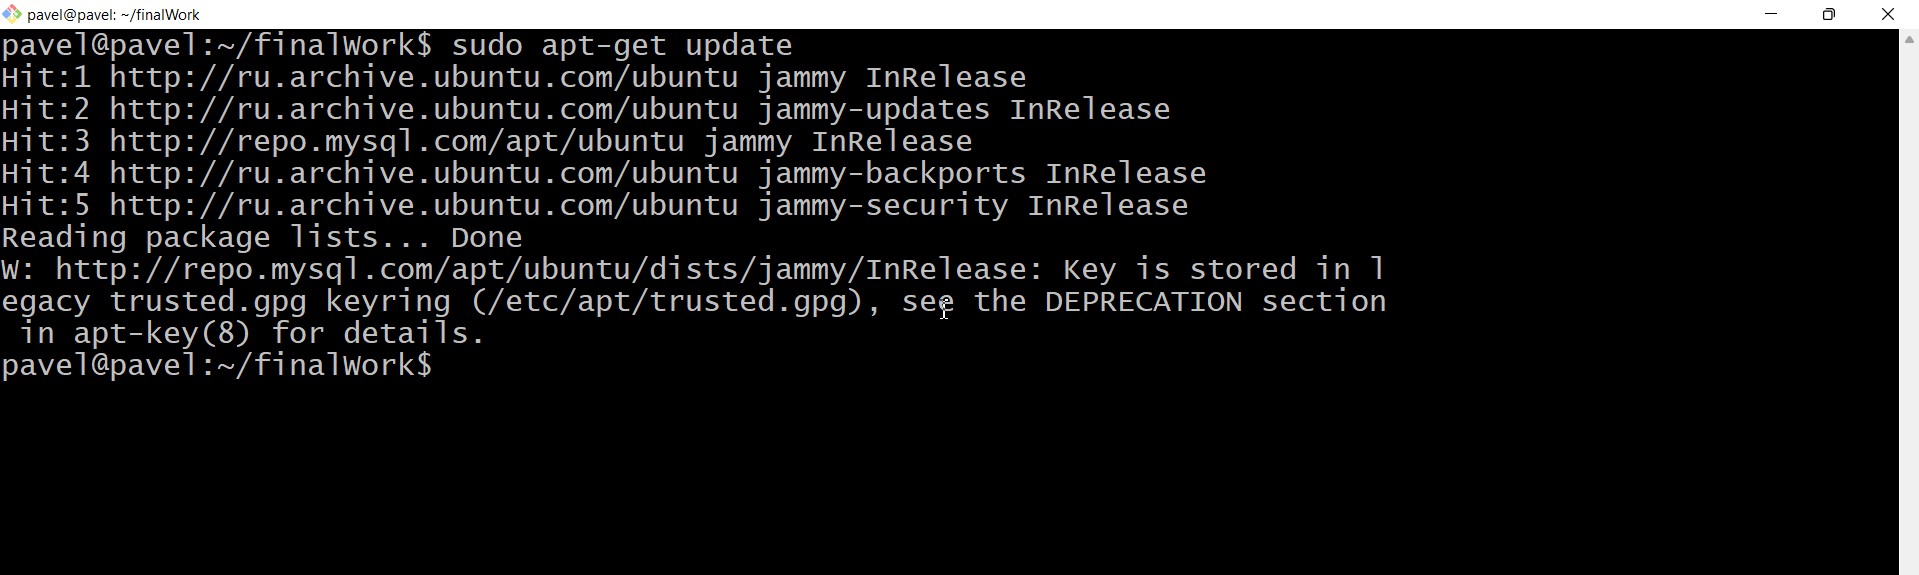 pavel@pavel: ~/finalWork
pavel@pavel:~/finalWork$ sudo apt-get update
Hit:1 http://ru.archive.ubuntu.com/ubuntu jammy InRelease
Hit:2 http://ru.archive.ubuntu.com/ubuntu jammy-updates InRelease
Hit:3 http://repo.mysql.com/apt/ubuntu jammy InRelease
Hit:4 http://ru.archive.ubuntu.com/ubuntu jammy-backports InRelease
Hit:5 http://ru.archive.ubuntu.com/ubuntu jammy-security InRelease
Reading package lists... Done
W: http://repo.mysql.com/apt/ubuntu/dists/jammy/InRelease: Key is stored in l
egacy trusted.gpg keyring (/etc/apt/trusted.gpg), see the DEPRECATION section
 in apt-key(8) for details.
pavel@pavel:~/finalWork$